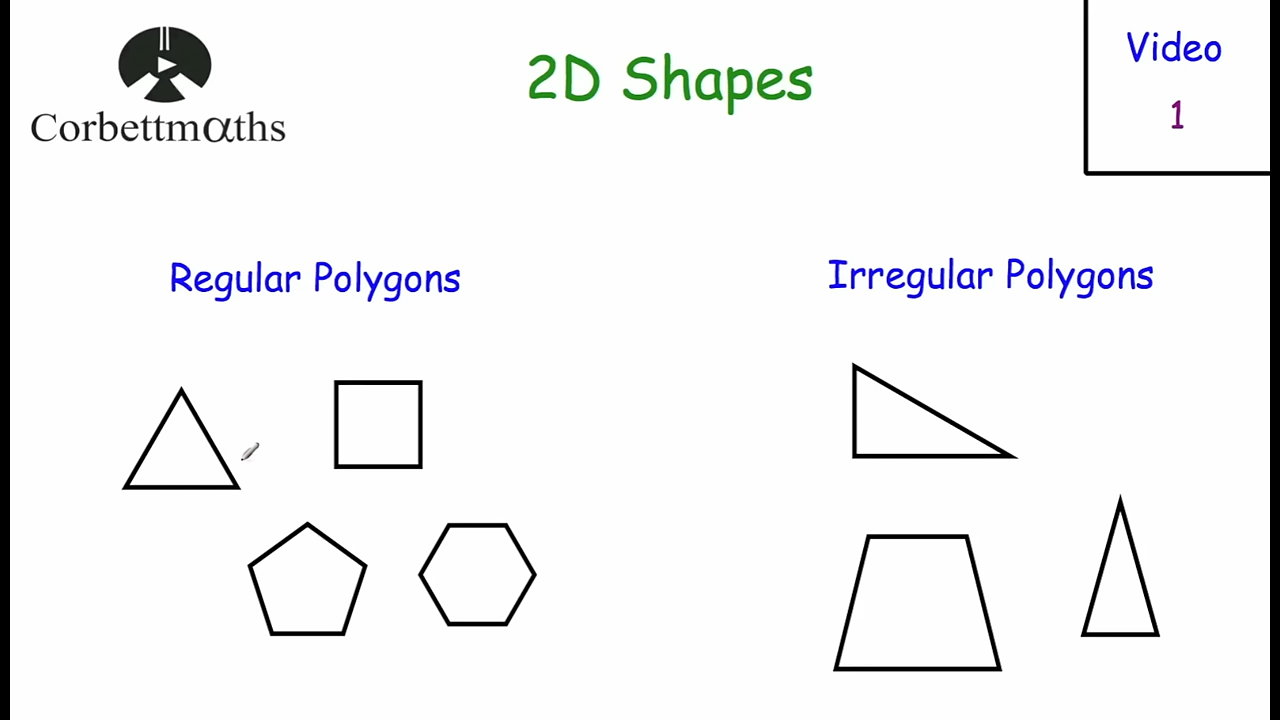 2D Shapes
Video
1
Corbettmαths
Regular Polygons
Irregular Polygons